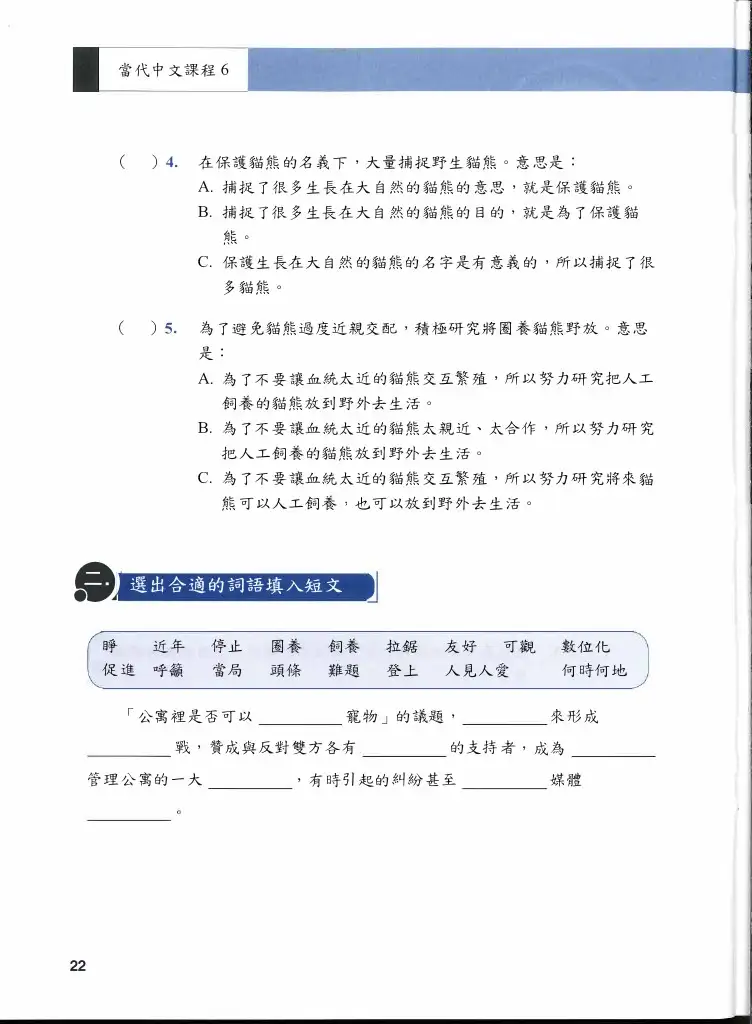 當代中文課程 6
（ ）4. 在保護貓熊的名義下，大量捕捉野生貓熊。意思是：
A. 捕捉了很多生長在大自然的貓熊的意思，就是保護貓熊。
B. 捕捉了很多生長在大自然的貓熊的目的，就是為了保護貓
熊。
C. 保護生長在大自然的貓熊的名字是有意義的，所以捕捉了很
多貓熊。
（ ）5. 為了避免貓熊過度近親交配，積極研究將圈養貓熊野放。意思
是：
A. 為了不要讓血統太近的貓熊交互繁殖，所以努力研究把人工
飼養的貓熊放到野外去生活。
B. 為了不要讓血統太近的貓熊太親近、太合作，所以努力研究
把人工飼養的貓熊放到野外去生活。
C. 為了不要讓血統太近的貓熊交互繁殖，所以努力研究將來貓
熊可以人工飼養，也可以放到野外去生活。
二. 選出合適的詞語填入短文
睜 近年 停止 圈養 飼養 拉鋸 友好 可觀 數位化
促進 呼籲 當局 頭條 難題 登上 人見人愛 何時何地
「公寓裡是否可以 ＿＿＿ 寵物」的議題，＿＿＿ 來形成
＿＿＿ 戰，贊成與反對雙方各有 ＿＿＿ 的支持者，成為 ＿＿＿
管理公寓的一大 ＿＿＿，有時引起的糾紛甚至 ＿＿＿ 媒體
＿＿＿。
22